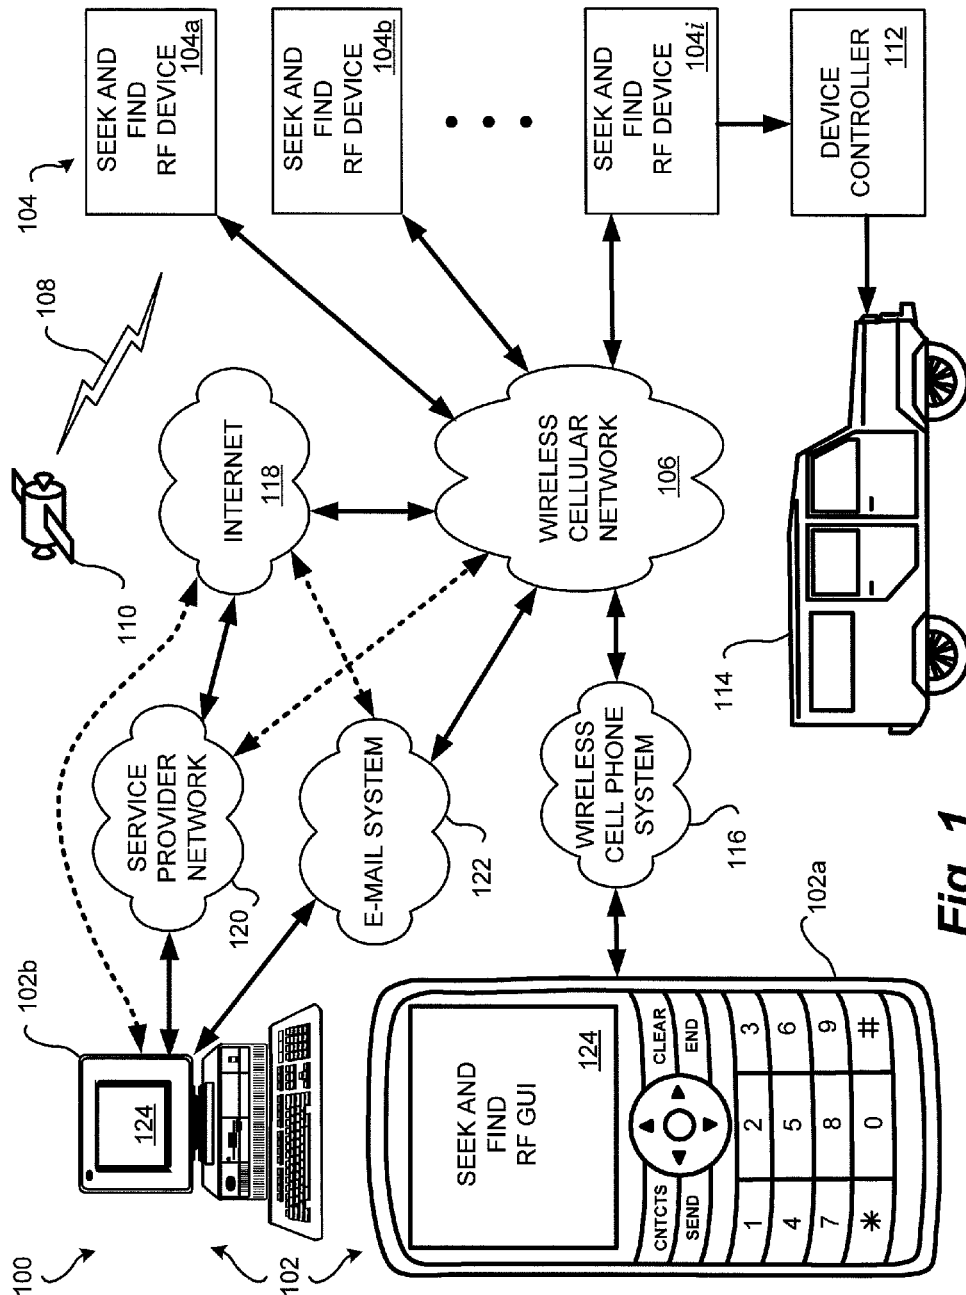 100
102
102b
124
104
SEEK AND
FIND
RF DEVICE
104a
SEEK AND
FIND
RF DEVICE
104b
SEEK AND
FIND
RF DEVICE
104i
DEVICE
CONTROLLER
112
108
110
INTERNET
118
SERVICE
PROVIDER
NETWORK
120
E-MAIL SYSTEM
122
WIRELESS
CELLULAR
NETWORK
106
WIRELESS
CELL PHONE
SYSTEM
116
114
102a
SEEK AND
FIND
RF GUI
124
CNTCTS
CLEAR
SEND
END
1
2
3
4
5
6
7
8
9
*
0
#
Fig. 1